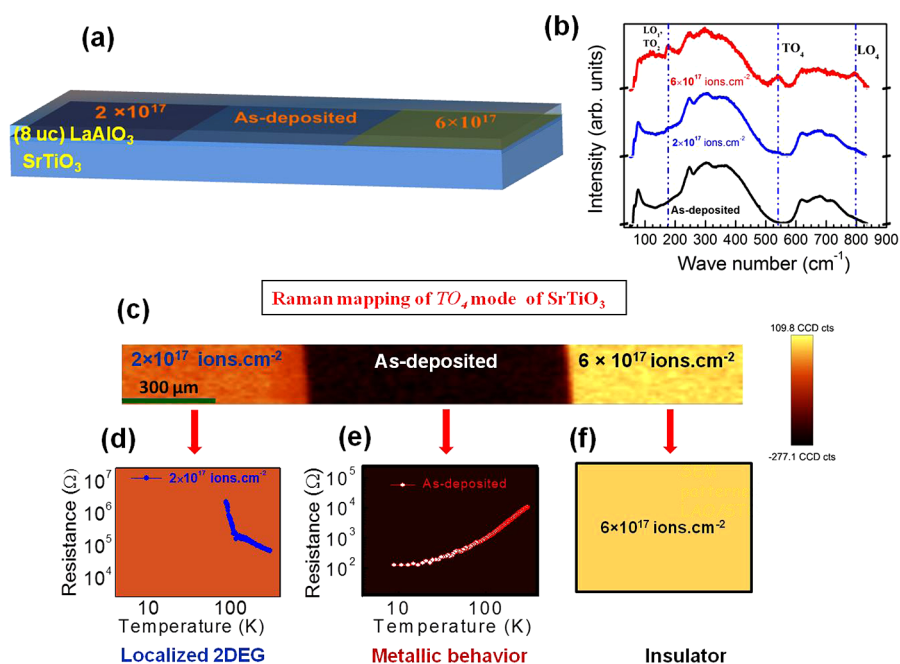 (a)
2 ×10¹⁷
As-deposited
6×10¹⁷
(8 uc) LaAlO₃
SrTiO₃
(b)
Intensity (arb. units)
LO₃,
TO₂
TO₄
LO₄
6×10¹⁷ ions.cm⁻²
2×10¹⁷ ions.cm⁻²
As-deposited
100 200 300 400 500 600 700 800 900
Wave number (cm⁻¹)
Raman mapping of TO₄ mode of SrTiO₃
(c)
2×10¹⁷ ions.cm⁻²
As-deposited
6 × 10¹⁷ ions.cm⁻²
300 µm
109.8 CCD cts
-277.1 CCD cts
(d)
Resistance (Ω)
10⁷
10⁶
10⁵
10⁴
2×10¹⁷ ions.cm⁻²
10 100
Temperature (K)
Localized 2DEG
(e)
Resistance (Ω)
10⁵
10⁴
10³
10²
As-deposited
10 100
Temperature (K)
Metallic behavior
(f)
6×10¹⁷ ions.cm⁻²
Insulator